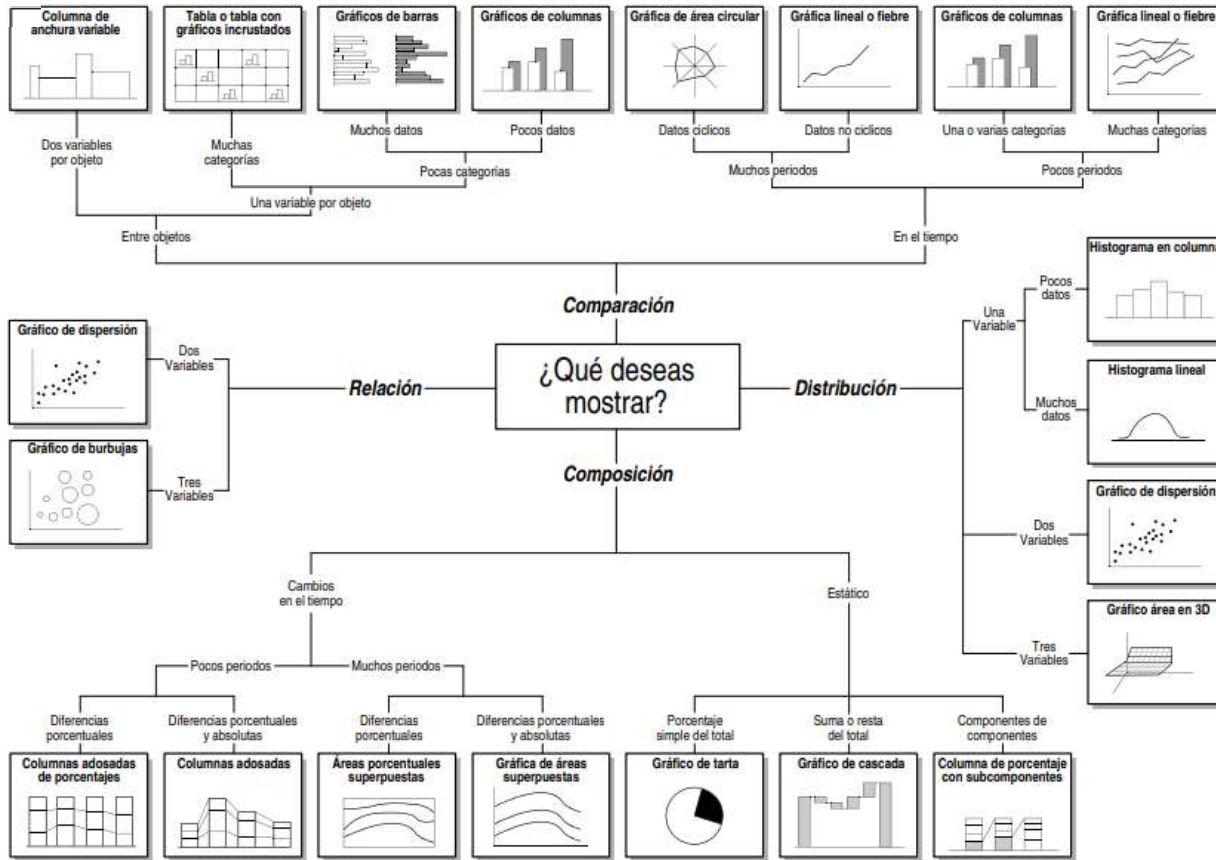 Columna de
anchura variable
Tabla o tabla con
gráficos incrustados
Gráficos de barras
Gráficos de columnas
Gráfica de área circular
Gráfica lineal o fiebre
Gráficos de columnas
Gráfica lineal o fiebre
Dos variables
por objeto
Muchas
categorías
Muchos datos
Pocos datos
Datos ciclicos
Datos no ciclicos
Una o varias categorías
Muchas categorías
Pocas categorías
Muchos periodos
Pocos periodos
Una variable por objeto
Entre objetos
En el tiempo
Comparación
Histograma en columna
Pocos
datos
Una
Variable
Gráfico de dispersión
Dos
Variables
Relación
¿Qué deseas
mostrar?
Distribución
Histograma lineal
Muchos
datos
Gráfico de burbujas
Tres
Variables
Composición
Gráfico de dispersión
Dos
Variables
Gráfico área en 3D
Tres
Variables
Cambios
en el tiempo
Estático
Pocos periodos
Muchos periodos
Diferencias
porcentuales
Diferencias porcentuales
y absolutas
Diferencias
porcentuales
Diferencias porcentuales
y absolutas
Porcentaje
simple del total
Suma o resta
del total
Componentes de
componentes
Columnas adosadas
de porcentajes
Columnas adosadas
Áreas porcentuales
superpuestas
Gráfica de áreas
superpuestas
Gráfico de tarta
Gráfico de cascada
Columna de porcentaje
con subcomponentes